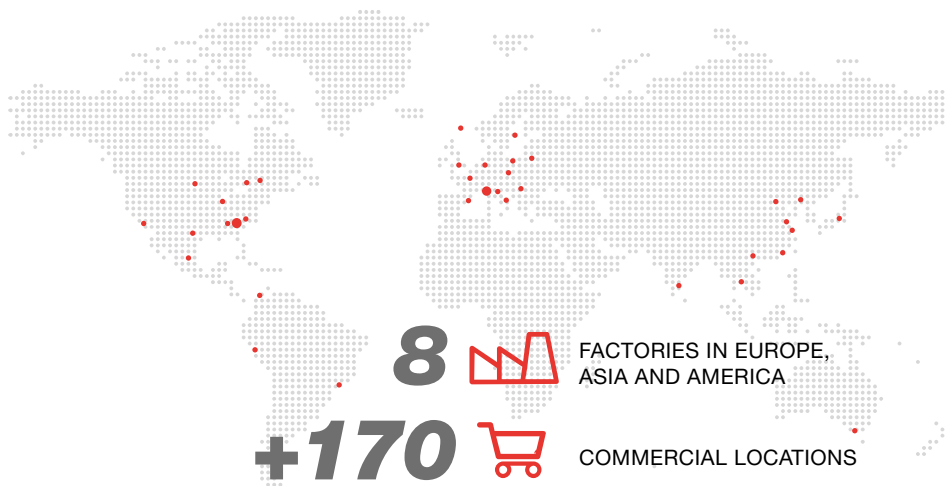 8
FACTORIES IN EUROPE,
ASIA AND AMERICA
+170
COMMERCIAL LOCATIONS